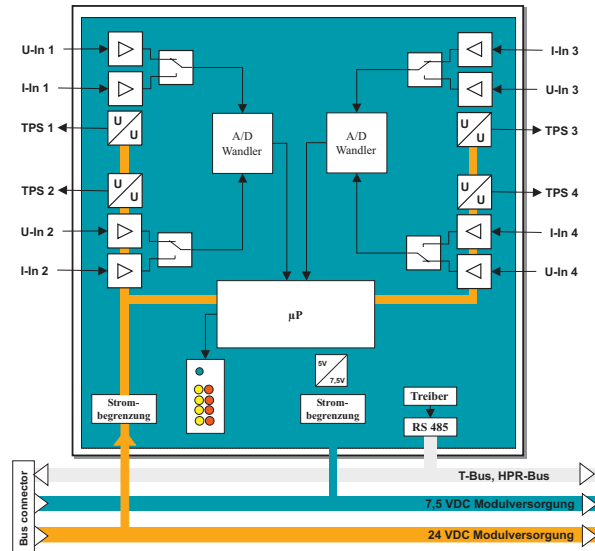 U-In 1
I-In 1
TPS 1
TPS 2
U-In 2
I-In 2
I-In 3
U-In 3
TPS 3
TPS 4
I-In 4
U-In 4
U
U
U
U
U
U
U
U
A/D
Wandler
A/D
Wandler
µP
5V
7,5V
Strom-
begrenzung
Strom-
begrenzung
Treiber
RS 485
Bus connector
T-Bus, HPR-Bus
7,5 VDC Modulversorgung
24 VDC Modulversorgung